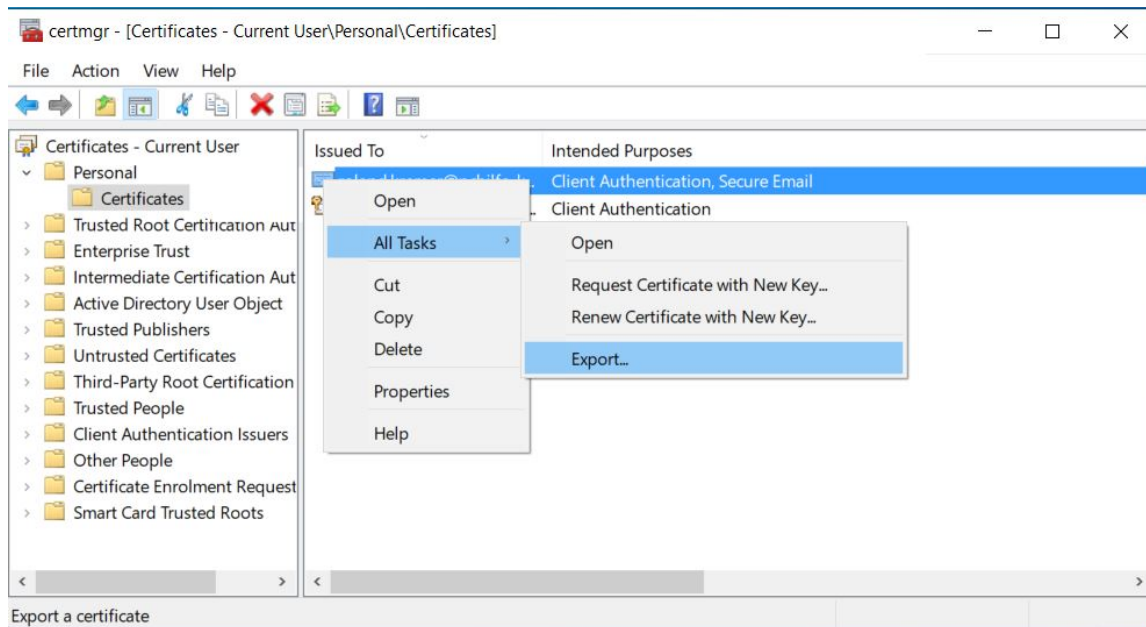 certmgr - [Certificates - Current User\Personal\Certificates]
File Action View Help
Certificates - Current User
Personal
Certificates
Trusted Root Certification Aut
Enterprise Trust
Intermediate Certification Aut
Active Directory User Object
Trusted Publishers
Untrusted Certificates
Third-Party Root Certification
Trusted People
Client Authentication Issuers
Other People
Certificate Enrolment Request
Smart Card Trusted Roots
Issued To Intended Purposes
Client Authentication, Secure Email
Client Authentication
Open
All Tasks
Cut
Copy
Delete
Properties
Help
Open
Request Certificate with New Key...
Renew Certificate with New Key...
Export...
Export a certificate